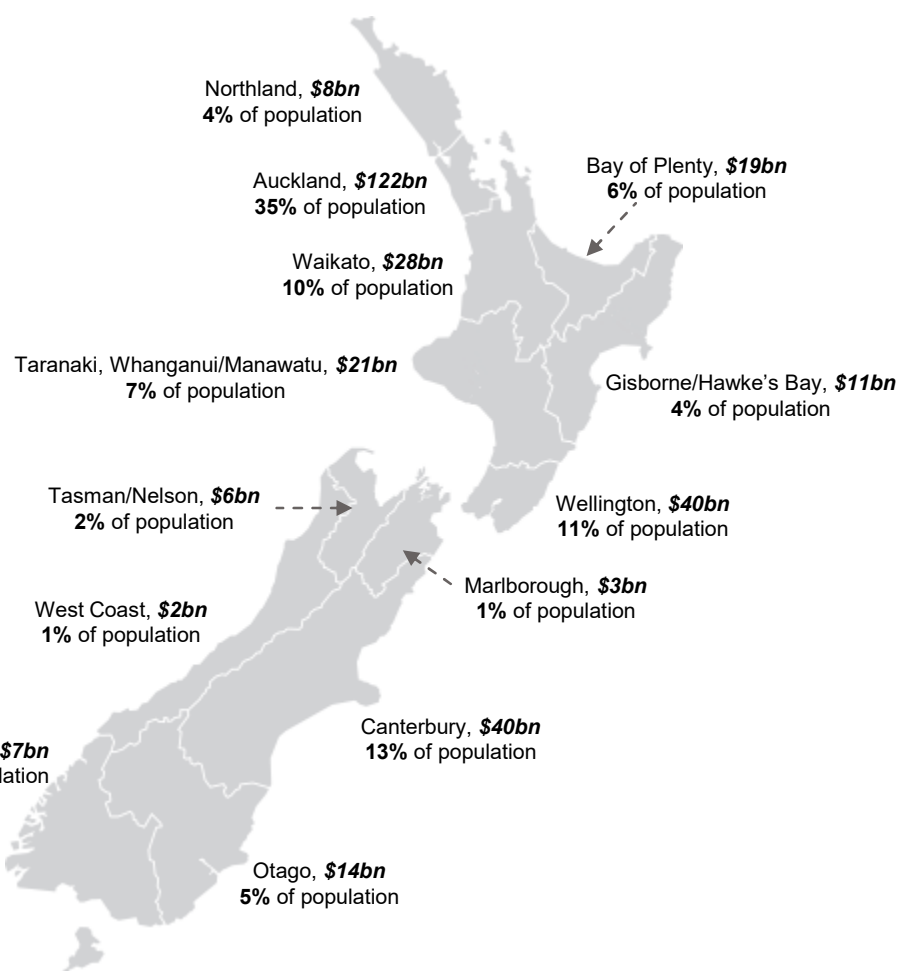 Northland, $8bn
4% of population
Auckland, $122bn
35% of population
Bay of Plenty, $19bn
6% of population
Waikato, $28bn
10% of population
Taranaki, Whanganui/Manawatu, $21bn
7% of population
Gisborne/Hawke’s Bay, $11bn
4% of population
Tasman/Nelson, $6bn
2% of population
Wellington, $40bn
11% of population
Marlborough, $3bn
1% of population
West Coast, $2bn
1% of population
Canterbury, $40bn
13% of population
$7bn
lation
Otago, $14bn
5% of population